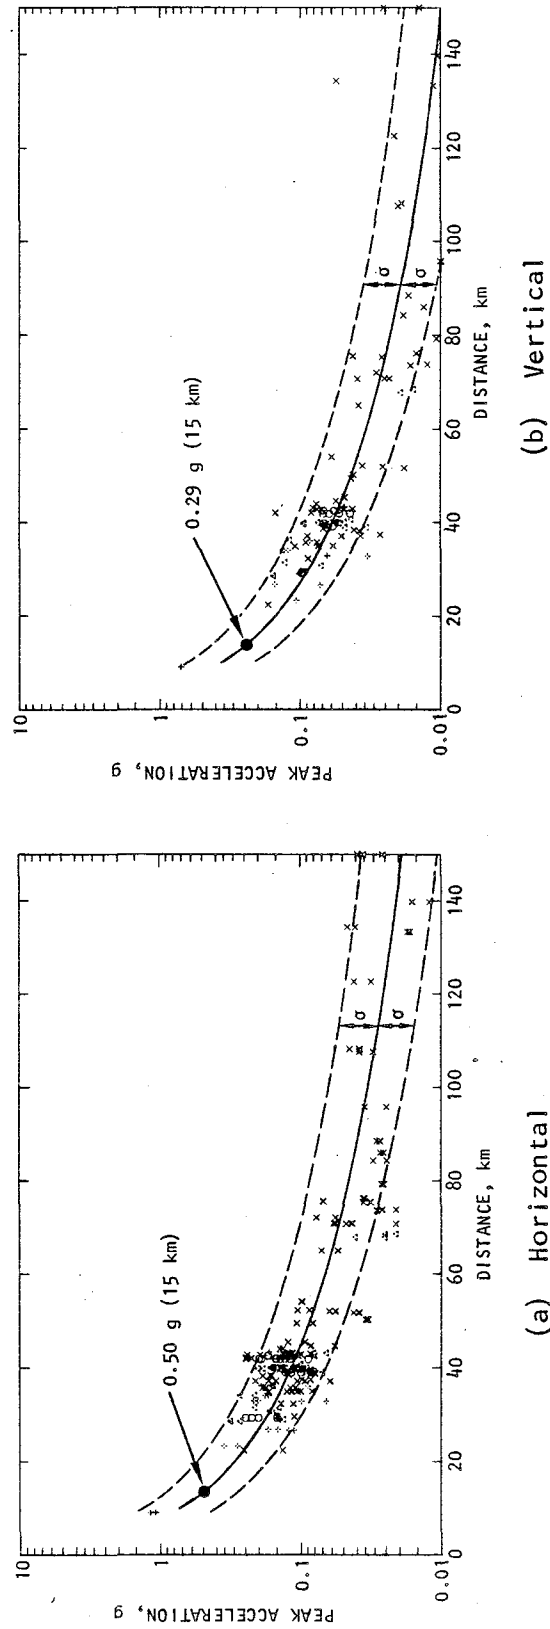 10
1
0.1
0.01
PEAK ACCELERATION, g
0.50 g (15 km)
σ
σ
0
20
40
60
80
100
120
140
DISTANCE, km
(a) Horizontal
10
1
0.1
0.01
PEAK ACCELERATION, g
0.29 g (15 km)
σ
σ
0
20
40
60
80
100
120
140
DISTANCE, km
(b) Vertical